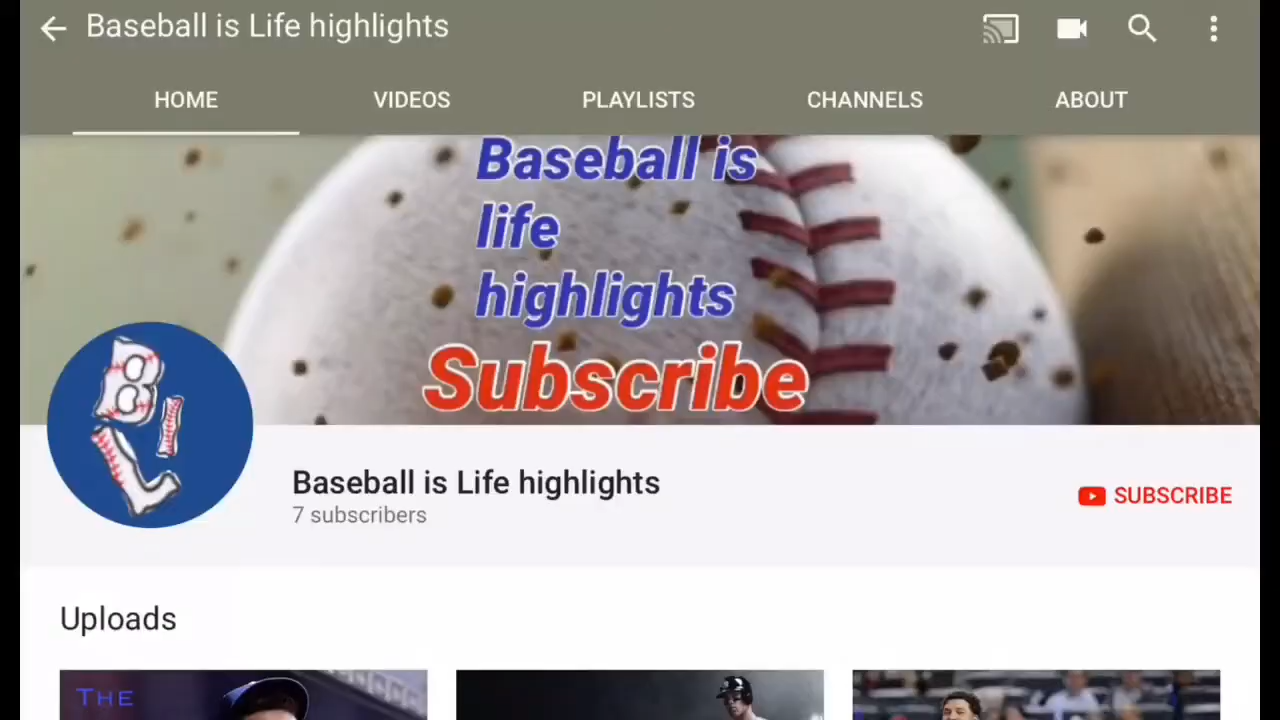 Baseball is Life highlights
HOME VIDEOS PLAYLISTS CHANNELS ABOUT
Baseball is
life
highlights
Subscribe
B
I
L
Baseball is Life highlights
7 subscribers
SUBSCRIBE
Uploads
THE